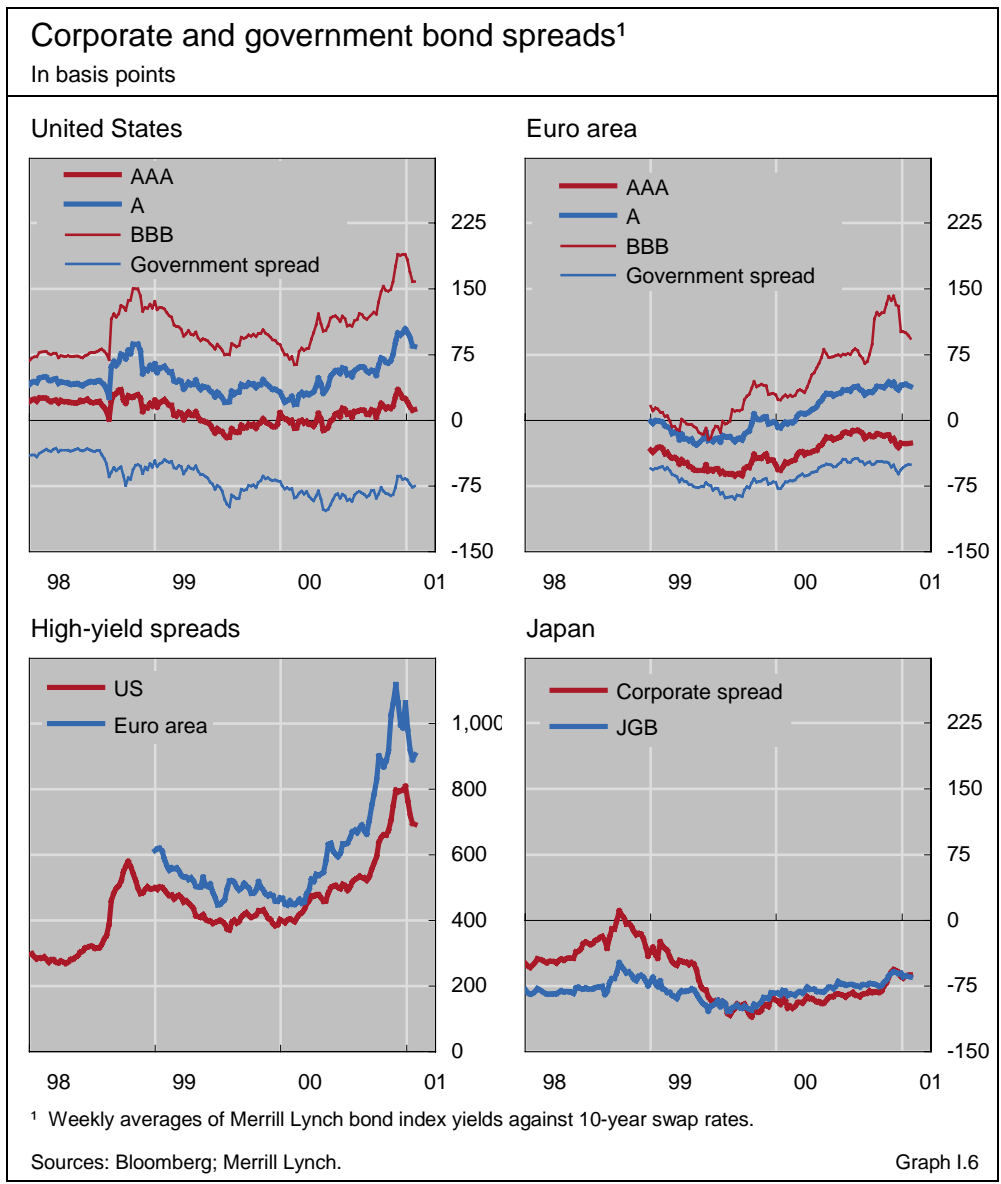 Corporate and government bond spreads¹
In basis points
United States
AAA
A
BBB
Government spread
225
150
75
0
-75
-150
98 99 00 01
Euro area
AAA
A
BBB
Government spread
225
150
75
0
-75
-150
98 99 00 01
High-yield spreads
US
Euro area
1,000
800
600
400
200
0
98 99 00 01
Japan
Corporate spread
JGB
225
150
75
0
-75
-150
98 99 00 01
¹ Weekly averages of Merrill Lynch bond index yields against 10-year swap rates.
Sources: Bloomberg; Merrill Lynch. Graph I.6